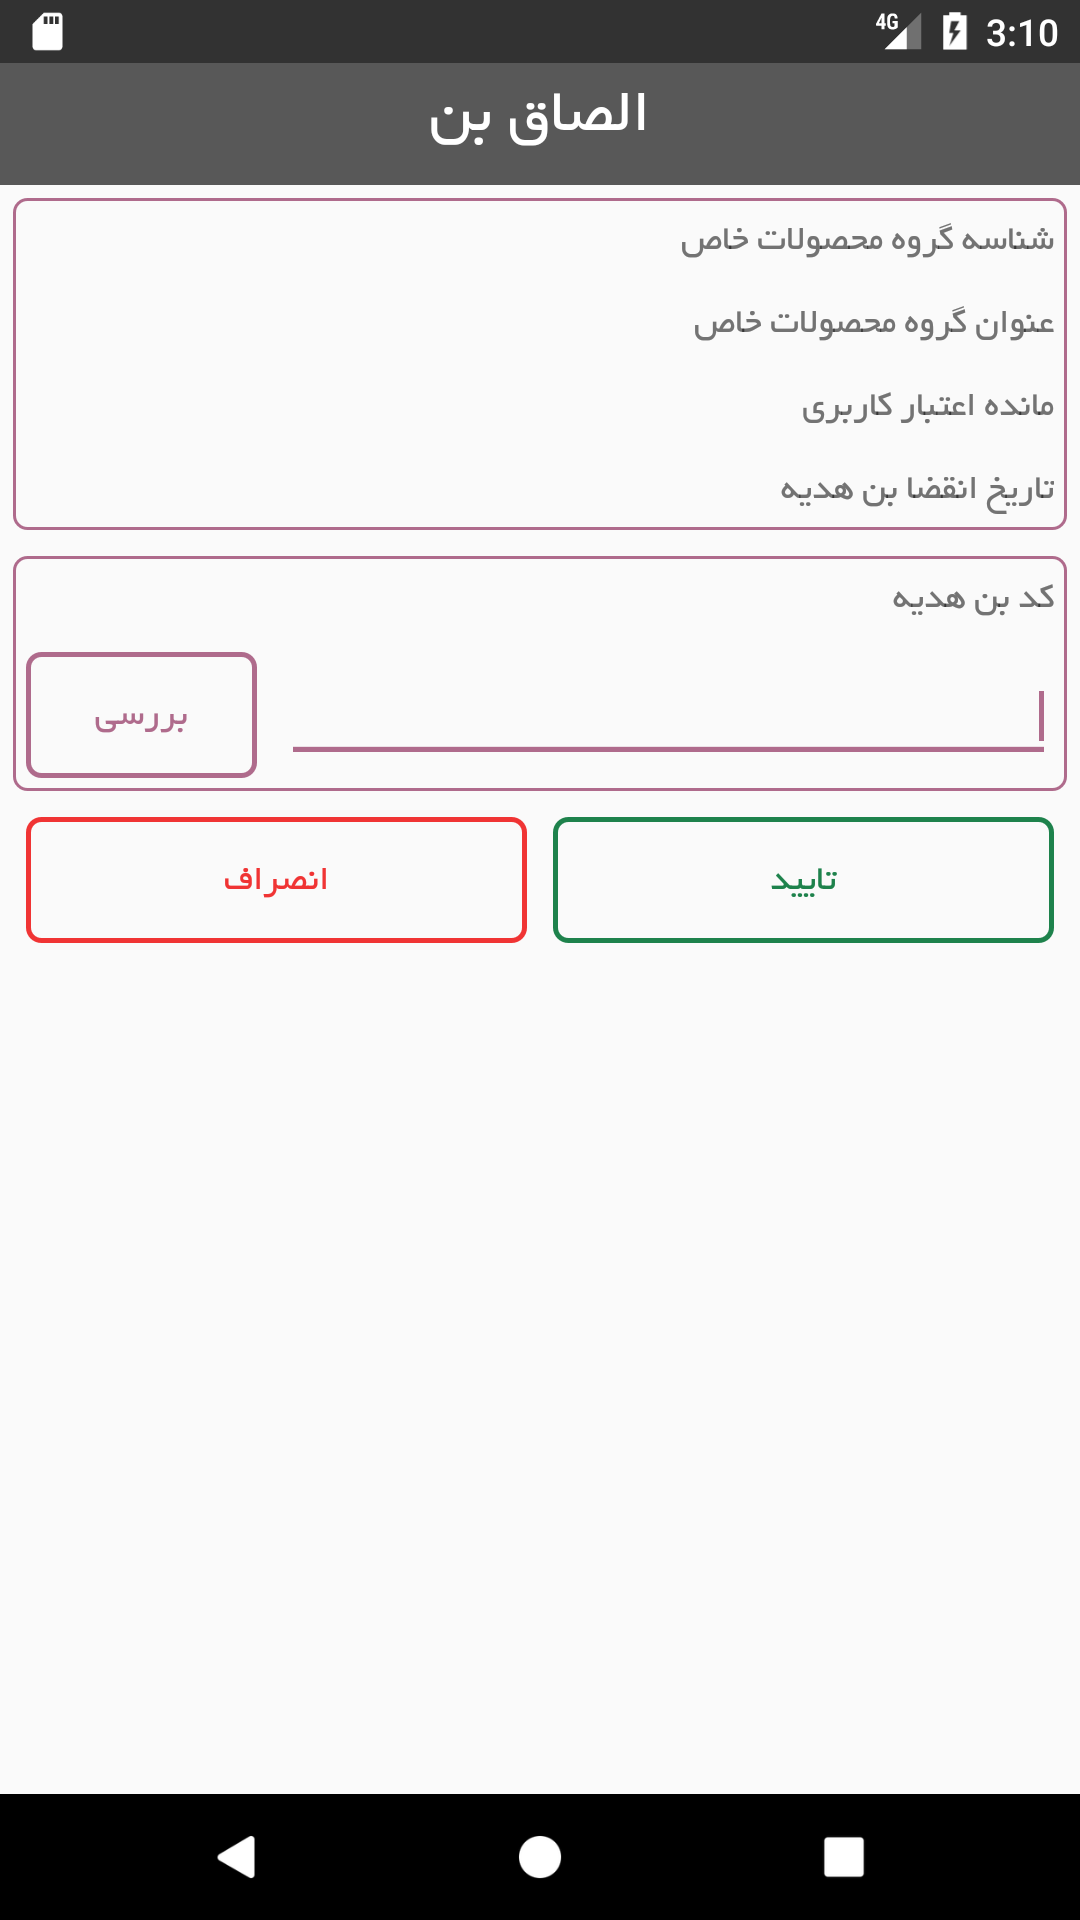 4G 3:10
الصاق بن
شناسه گروه محصولات خاص
عنوان گروه محصولات خاص
مانده اعتبار کاربری
تاریخ انقضا بن هدیه
کد بن هدیه
بررسی
تایید
انصراف